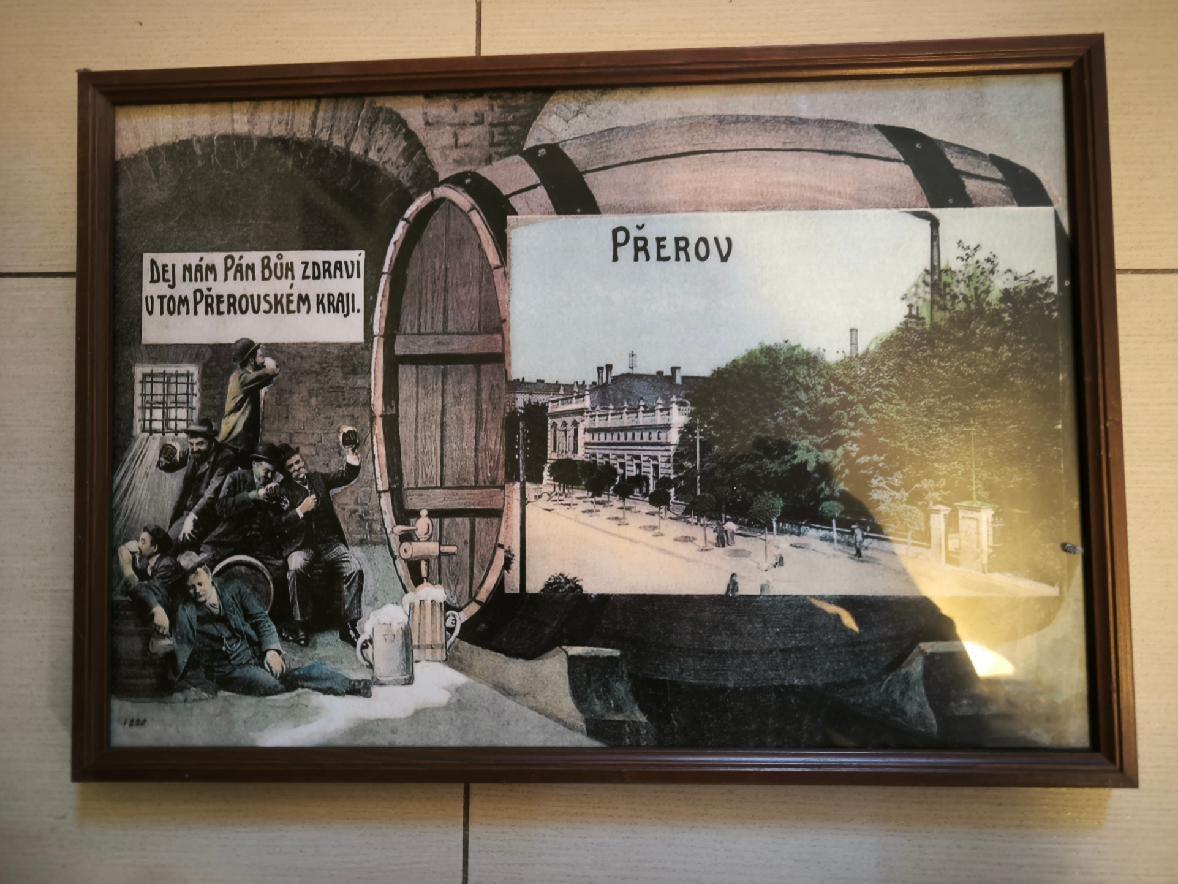 DEJ NÁM PÁN BŮH ZDRAVÍ
V TOM PŘEROVSKÉM KRAJI.
PŘEROV